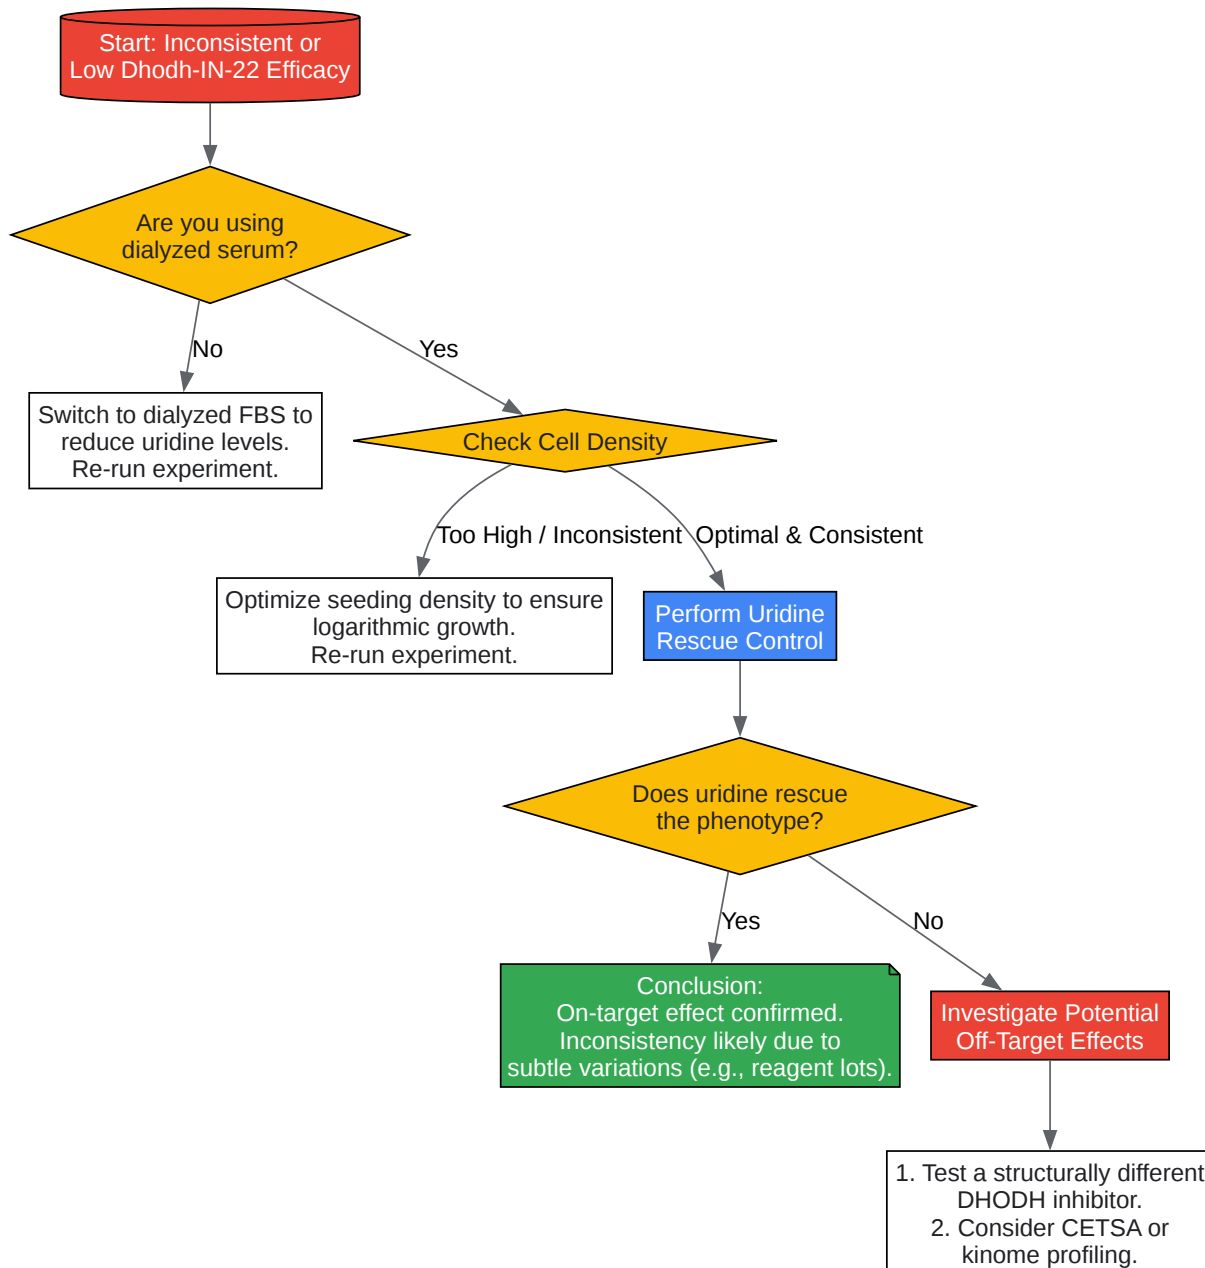 Start: Inconsistent or
Low Dhodh-IN-22 Efficacy
Are you using
dialyzed serum?
No
Yes
Switch to dialyzed FBS to
reduce uridine levels.
Re-run experiment.
Check Cell Density
Too High / Inconsistent
Optimal & Consistent
Optimize seeding density to ensure
logarithmic growth.
Re-run experiment.
Perform Uridine
Rescue Control
Does uridine rescue
the phenotype?
Yes
No
Conclusion:
On-target effect confirmed.
Inconsistency likely due to
subtle variations (e.g., reagent lots).
Investigate Potential
Off-Target Effects
1. Test a structurally different
DHODH inhibitor.
2. Consider CETSA or
kinome profiling.